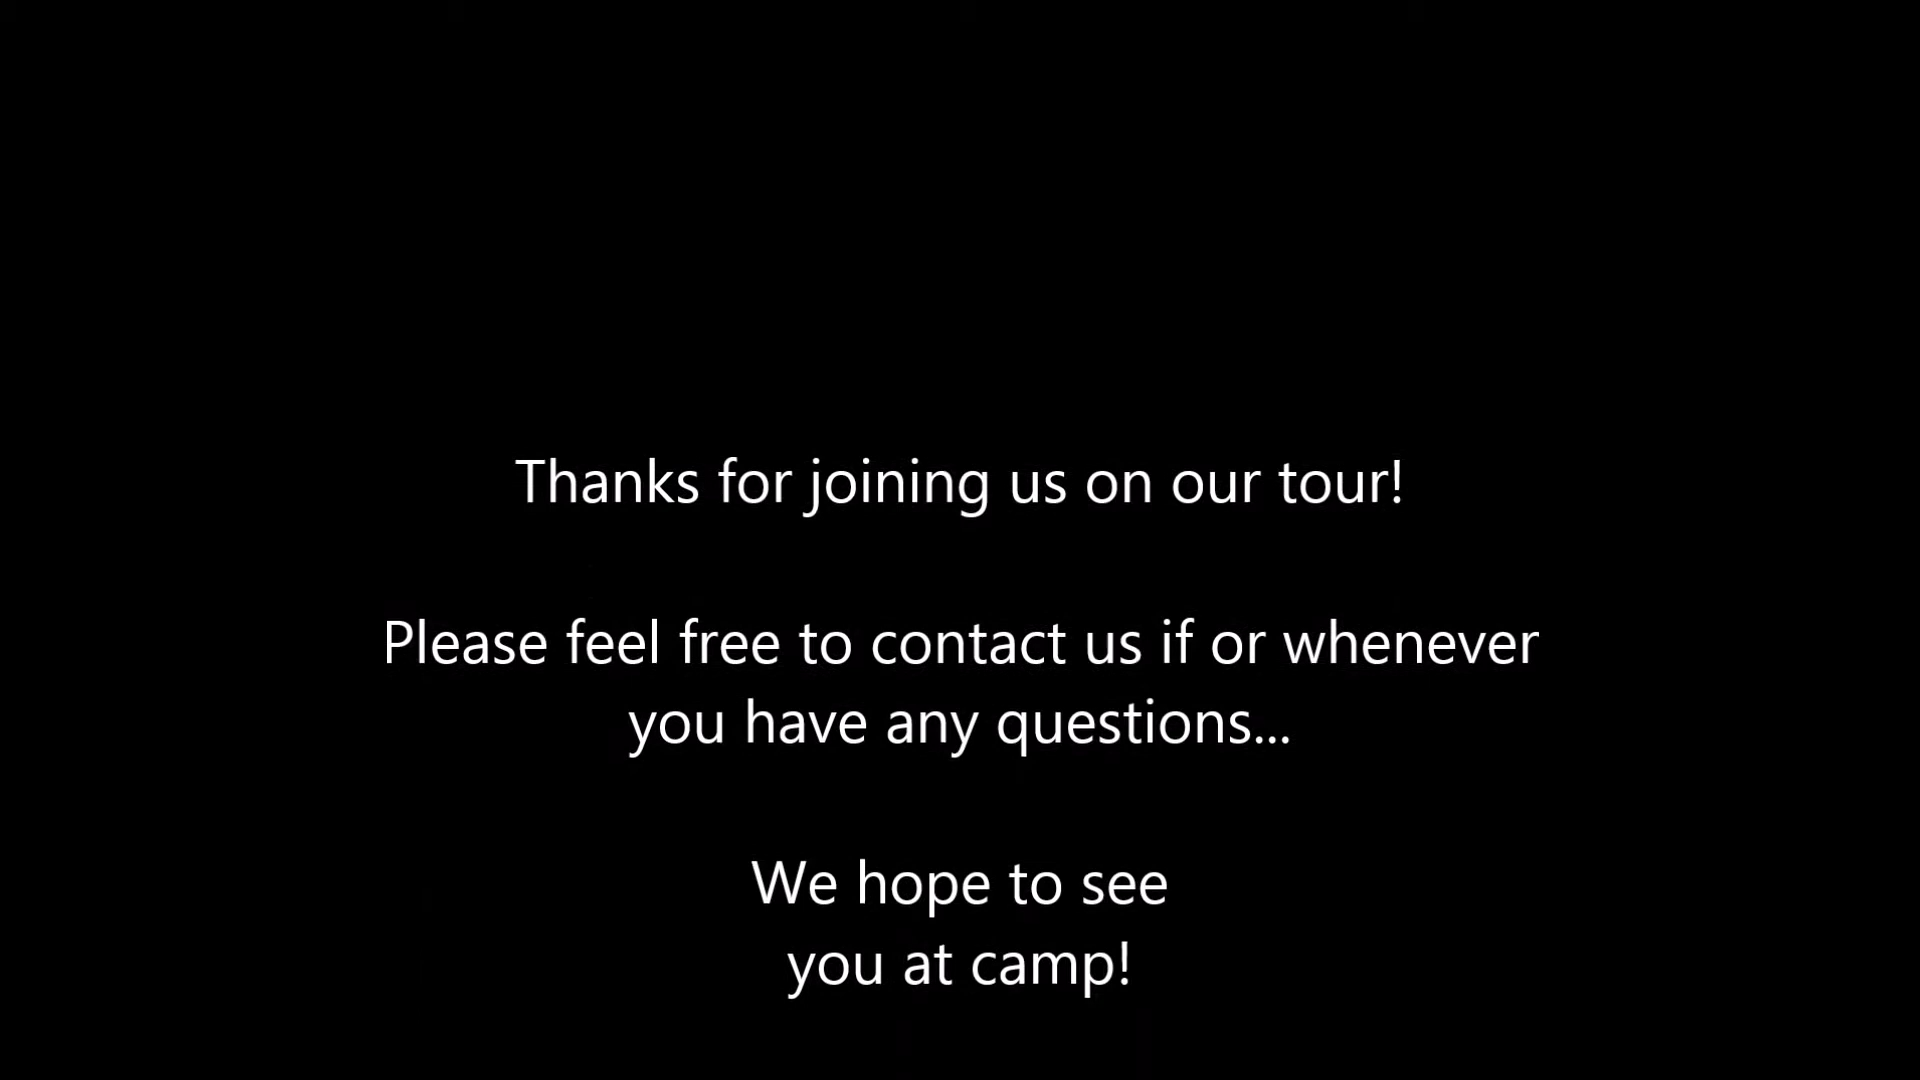 Thanks for joining us on our tour!
Please feel free to contact us if or whenever
you have any questions...
We hope to see
you at camp!